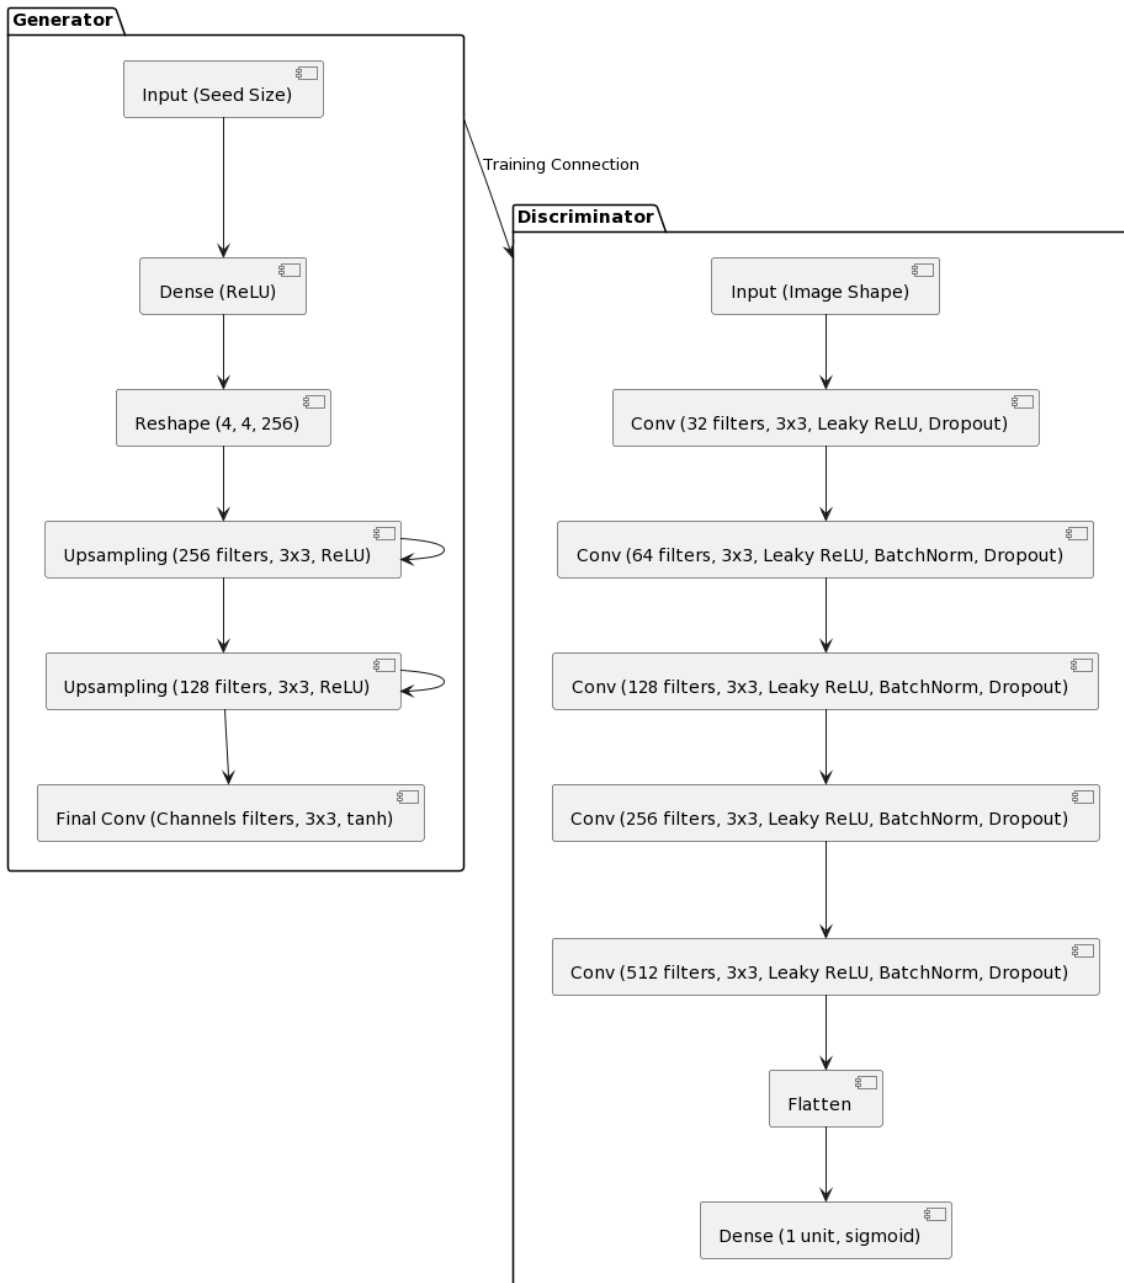 Generator
Input (Seed Size)
Dense (ReLU)
Reshape (4, 4, 256)
Upsampling (256 filters, 3x3, ReLU)
Upsampling (128 filters, 3x3, ReLU)
Final Conv (Channels filters, 3x3, tanh)
Training Connection
Discriminator
Input (Image Shape)
Conv (32 filters, 3x3, Leaky ReLU, Dropout)
Conv (64 filters, 3x3, Leaky ReLU, BatchNorm, Dropout)
Conv (128 filters, 3x3, Leaky ReLU, BatchNorm, Dropout)
Conv (256 filters, 3x3, Leaky ReLU, BatchNorm, Dropout)
Conv (512 filters, 3x3, Leaky ReLU, BatchNorm, Dropout)
Flatten
Dense (1 unit, sigmoid)